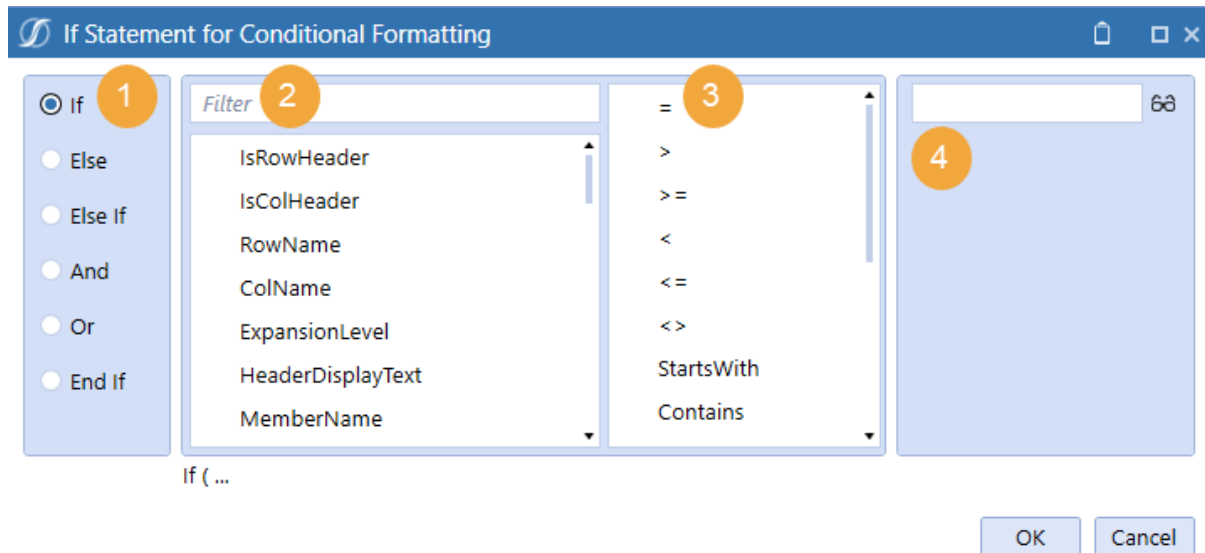 If Statement for Conditional Formatting
If
1
Else
Else If
And
Or
End If
Filter
2
IsRowHeader
IsColHeader
RowName
ColName
ExpansionLevel
HeaderDisplayText
MemberName
=
3
>
>=
<
<=
<>
StartsWith
Contains
4
If ( ...
OK
Cancel